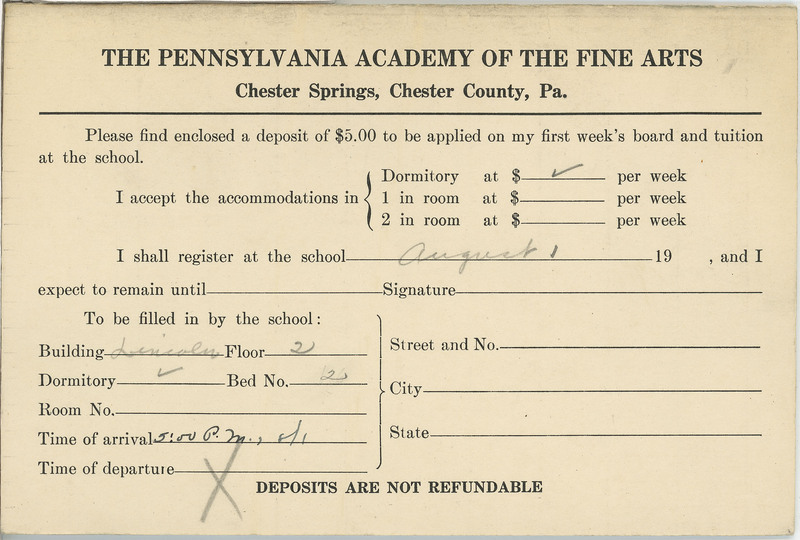 THE PENNSYLVANIA ACADEMY OF THE FINE ARTS
Chester Springs, Chester County, Pa.
Please find enclosed a deposit of $5.00 to be applied on my first week's board and tuition
at the school.
I accept the accommodations in
Dormitory at $ ✓ per week
1 in room at $ per week
2 in room at $ per week
I shall register at the school August 1 19 , and I
expect to remain until Signature
To be filled in by the school:
Building Lincoln Floor 2
Dormitory ✓ Bed No. 2
Room No.
Time of arrival 5:00 P.M., 8/1
Time of departure X
Street and No.
City
State
DEPOSITS ARE NOT REFUNDABLE